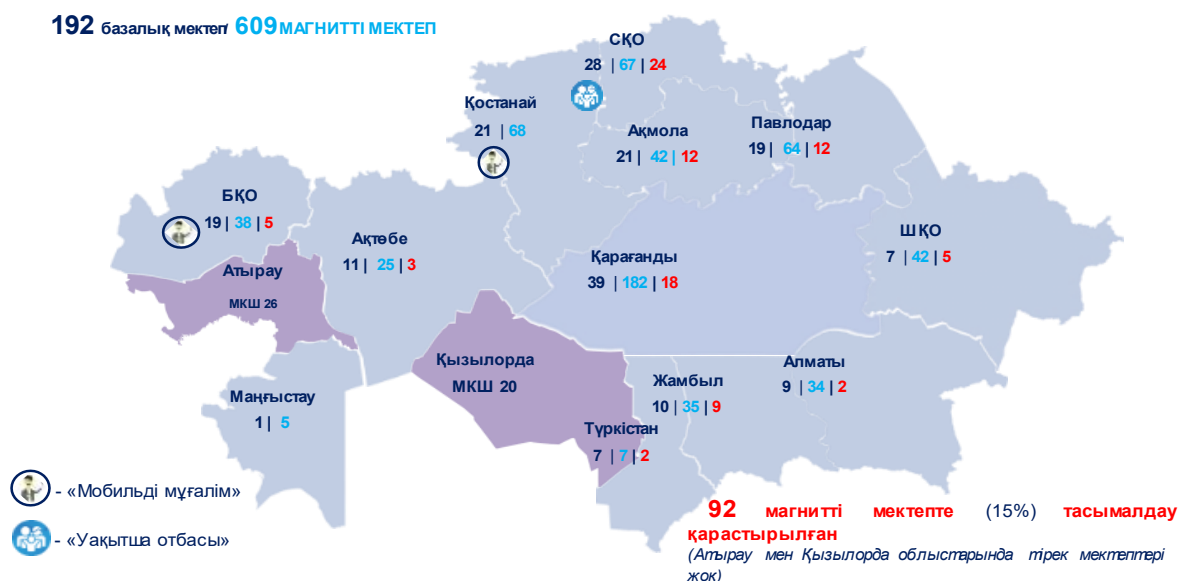 192 базалық мектеп/ 609 МАГНИТТІ МЕКТЕП
СҚО
28 | 67 | 24
Қостанай
21 | 68
Ақмола
21 | 42 | 12
Павлодар
19 | 64 | 12
БҚО
19 | 38 | 5
Ақтөбе
11 | 25 | 3
Атырау
МКШ 26
Қарағанды
39 | 182 | 18
ШҚО
7 | 42 | 5
Қызылорда
МКШ 20
Маңғыстау
1 | 5
Жамбыл
10 | 35 | 9
Алматы
9 | 34 | 2
Түркістан
7 | 7 | 2
- «Мобильді мұғалім»
- «Уақытша отбасы»
92 магнитті мектепте (15%) тасымалдау
қарастырылған
(Атырау мен Қызылорда облыстарында тірек мектептері
жоқ)